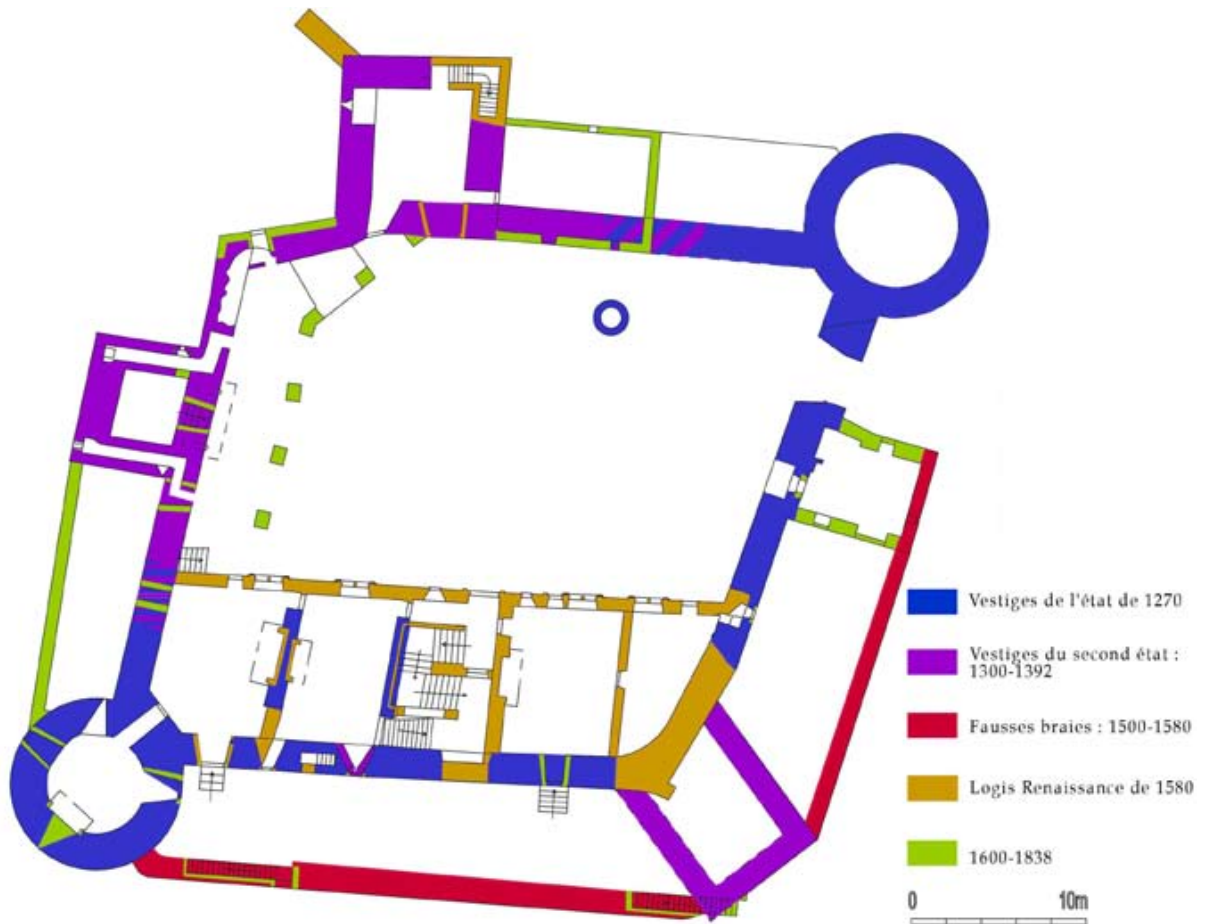 Vestiges de l'état de 1270
Vestiges du second état :
1300-1392
Fausses braies : 1500-1580
Logis Renaissance de 1580
1600-1838
0 10m